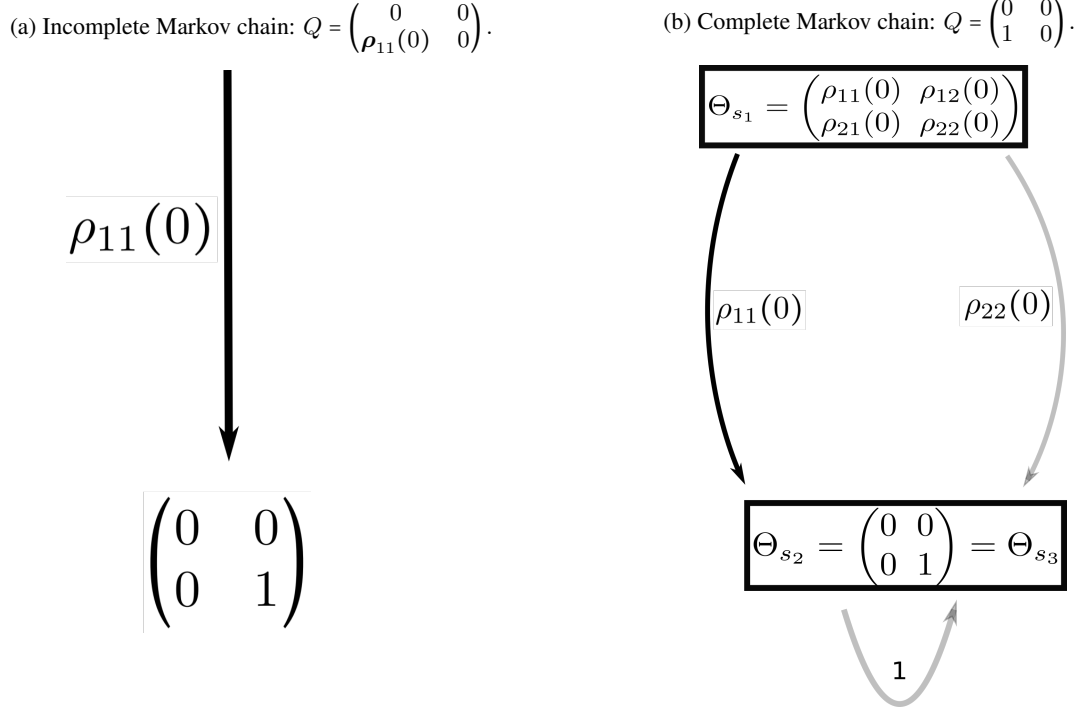 (a) Incomplete Markov chain: Q = ( 0 0 ; ρ₁₁(0) 0 ).
(b) Complete Markov chain: Q = ( 0 0 ; 1 0 ).
ρ₁₁(0)
( 0 0
0 1 )
Θₛ₁ = ( ρ₁₁(0) ρ₁₂(0)
ρ₂₁(0) ρ₂₂(0) )
ρ₁₁(0)
ρ₂₂(0)
Θₛ₂ = ( 0 0 ; 0 1 ) = Θₛ₃
1